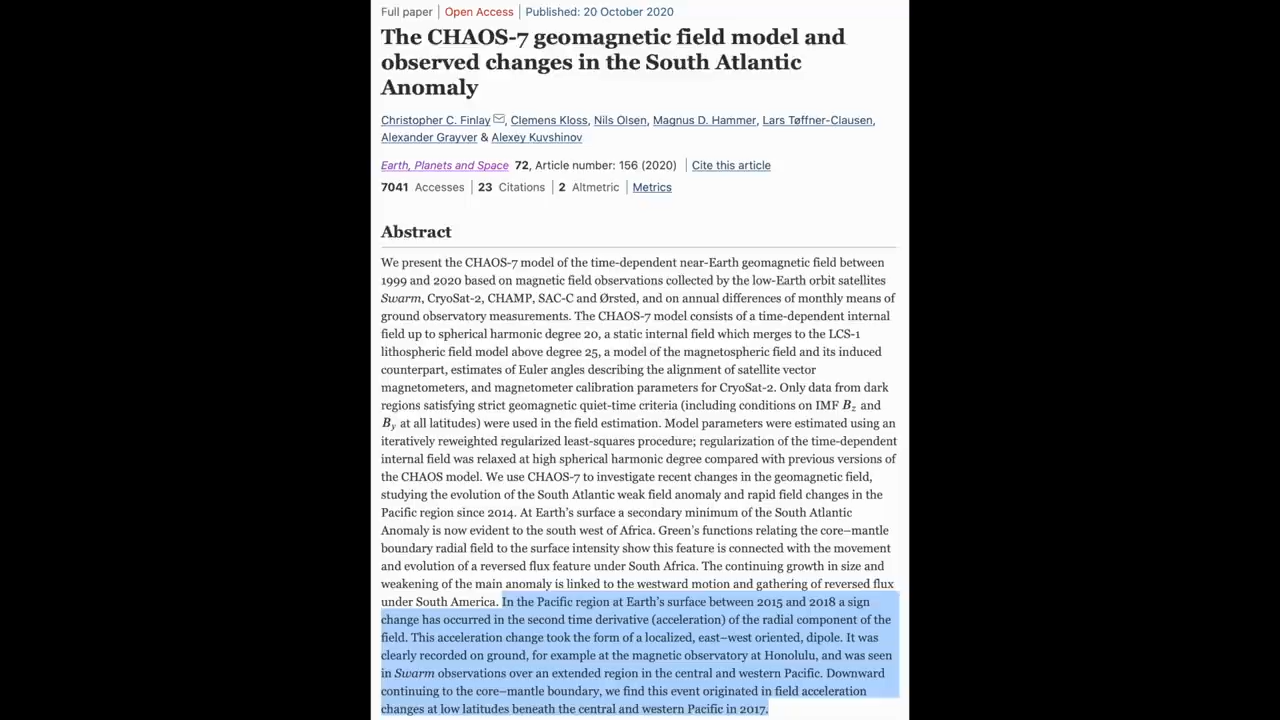 Full paper | Open Access | Published: 20 October 2020
The CHAOS-7 geomagnetic field model and
observed changes in the South Atlantic
Anomaly
Christopher C. Finlay, Clemens Kloss, Nils Olsen, Magnus D. Hammer, Lars Tøffner-Clausen,
Alexander Grayver & Alexey Kuvshinov
Earth, Planets and Space 72, Article number: 156 (2020) | Cite this article
7041 Accesses | 23 Citations | 2 Altmetric | Metrics
Abstract
We present the CHAOS-7 model of the time-dependent near-Earth geomagnetic field between
1999 and 2020 based on magnetic field observations collected by the low-Earth orbit satellites
Swarm, CryoSat-2, CHAMP, SAC-C and Ørsted, and on annual differences of monthly means of
ground observatory measurements. The CHAOS-7 model consists of a time-dependent internal
field up to spherical harmonic degree 20, a static internal field which merges to the LCS-1
lithospheric field model above degree 25, a model of the magnetospheric field and its induced
counterpart, estimates of Euler angles describing the alignment of satellite vector
magnetometers, and magnetometer calibration parameters for CryoSat-2. Only data from dark
regions satisfying strict geomagnetic quiet-time criteria (including conditions on IMF Bz and
By at all latitudes) were used in the field estimation. Model parameters were estimated using an
iteratively reweighted regularized least-squares procedure; regularization of the time-dependent
internal field was relaxed at high spherical harmonic degree compared with previous versions of
the CHAOS model. We use CHAOS-7 to investigate recent changes in the geomagnetic field,
studying the evolution of the South Atlantic weak field anomaly and rapid field changes in the
Pacific region since 2014. At Earth's surface a secondary minimum of the South Atlantic
Anomaly is now evident to the south west of Africa. Green's functions relating the core–mantle
boundary radial field to the surface intensity show this feature is connected with the movement
and evolution of a reversed flux feature under South Africa. The continuing growth in size and
weakening of the main anomaly is linked to the westward motion and gathering of reversed flux
under South America. In the Pacific region at Earth's surface between 2015 and 2018 a sign
change has occurred in the second time derivative (acceleration) of the radial component of the
field. This acceleration change took the form of a localized, east–west oriented, dipole. It was
clearly recorded on ground, for example at the magnetic observatory at Honolulu, and was seen
in Swarm observations over an extended region in the central and western Pacific. Downward
continuing to the core–mantle boundary, we find this event originated in field acceleration
changes at low latitudes beneath the central and western Pacific in 2017.